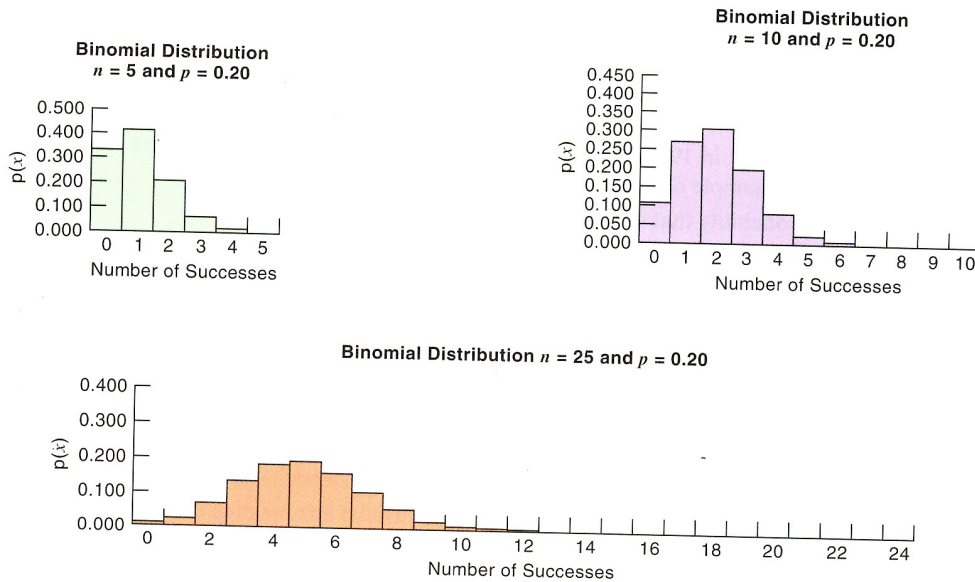 Binomial Distribution
n = 5 and p = 0.20
0.500
0.400
0.300
0.200
0.100
0.000
p(x)
0 1 2 3 4 5
Number of Successes
Binomial Distribution
n = 10 and p = 0.20
0.450
0.400
0.350
0.300
0.250
0.200
0.150
0.100
0.050
0.000
p(x)
0 1 2 3 4 5 6 7 8 9 10
Number of Successes
Binomial Distribution n = 25 and p = 0.20
0.400
0.300
0.200
0.100
0.000
p(x)
0 2 4 6 8 10 12 14 16 18 20 22 24
Number of Successes